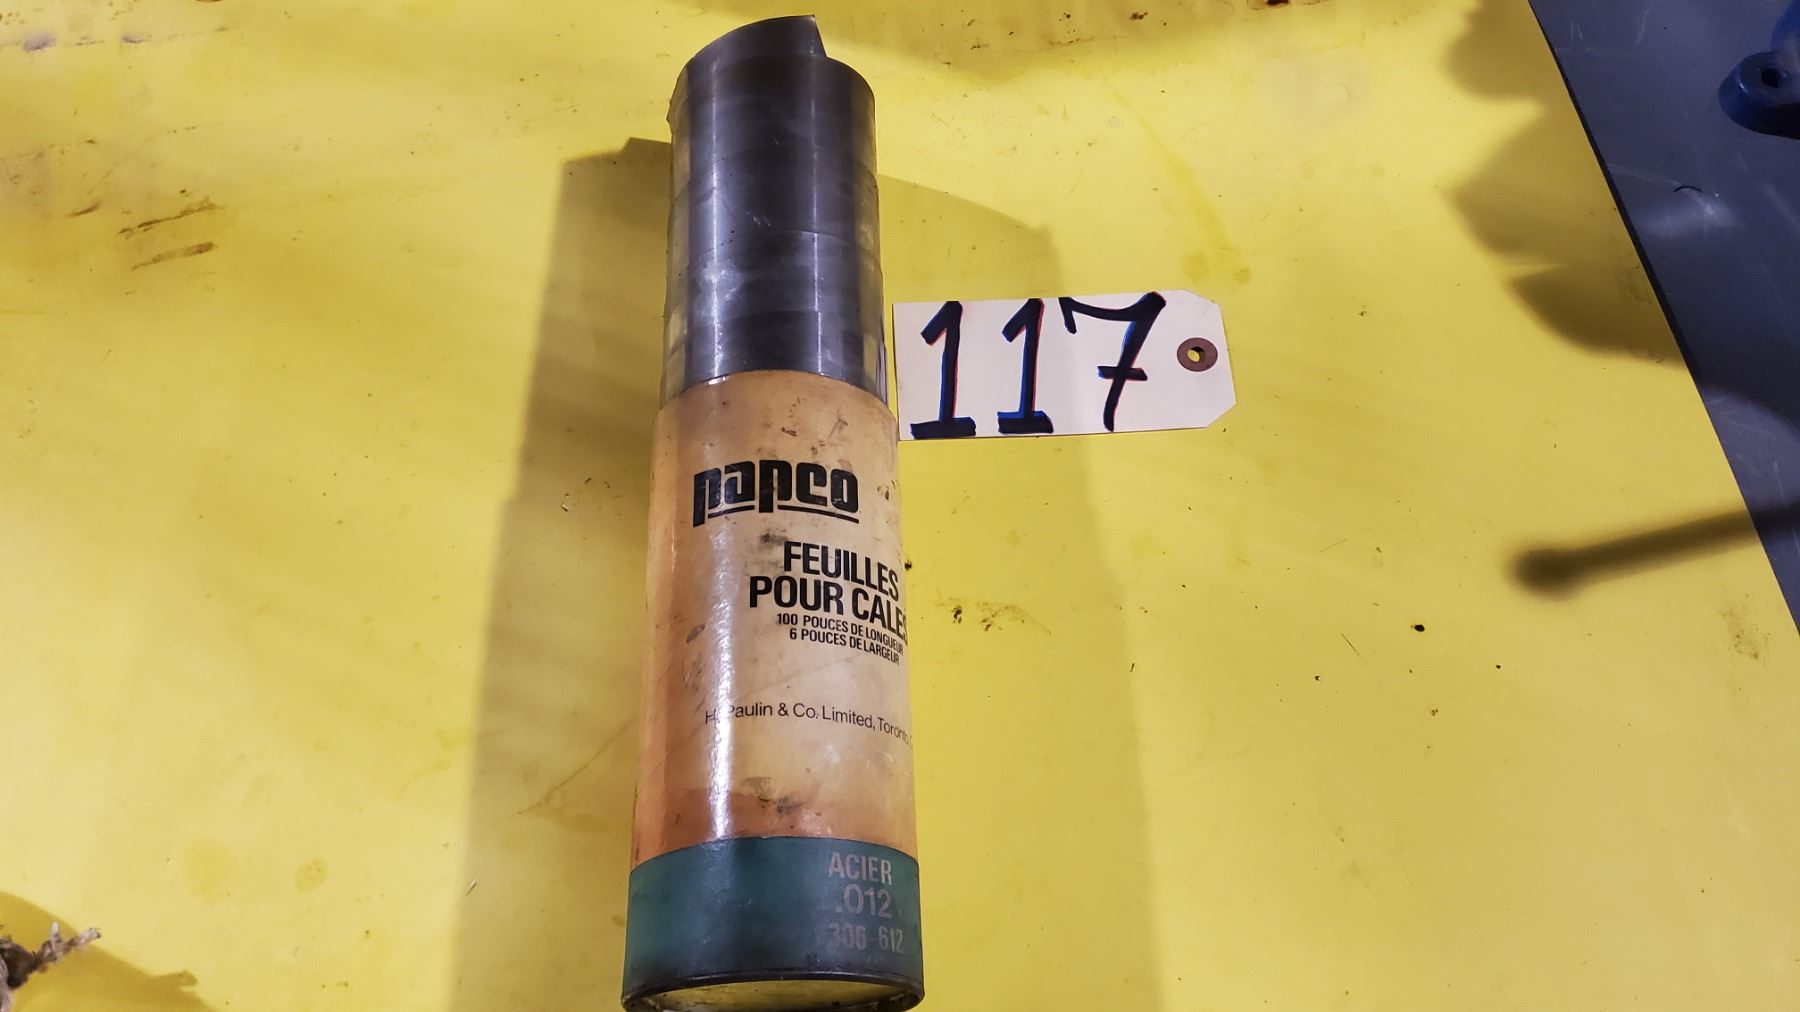 117
papco
FEUILLES
POUR CALES
100 POUCES DE LONGUEUR
6 POUCES DE LARGEUR
H. Paulin & Co. Limited, Toronto,
ACIER
.012
306-612